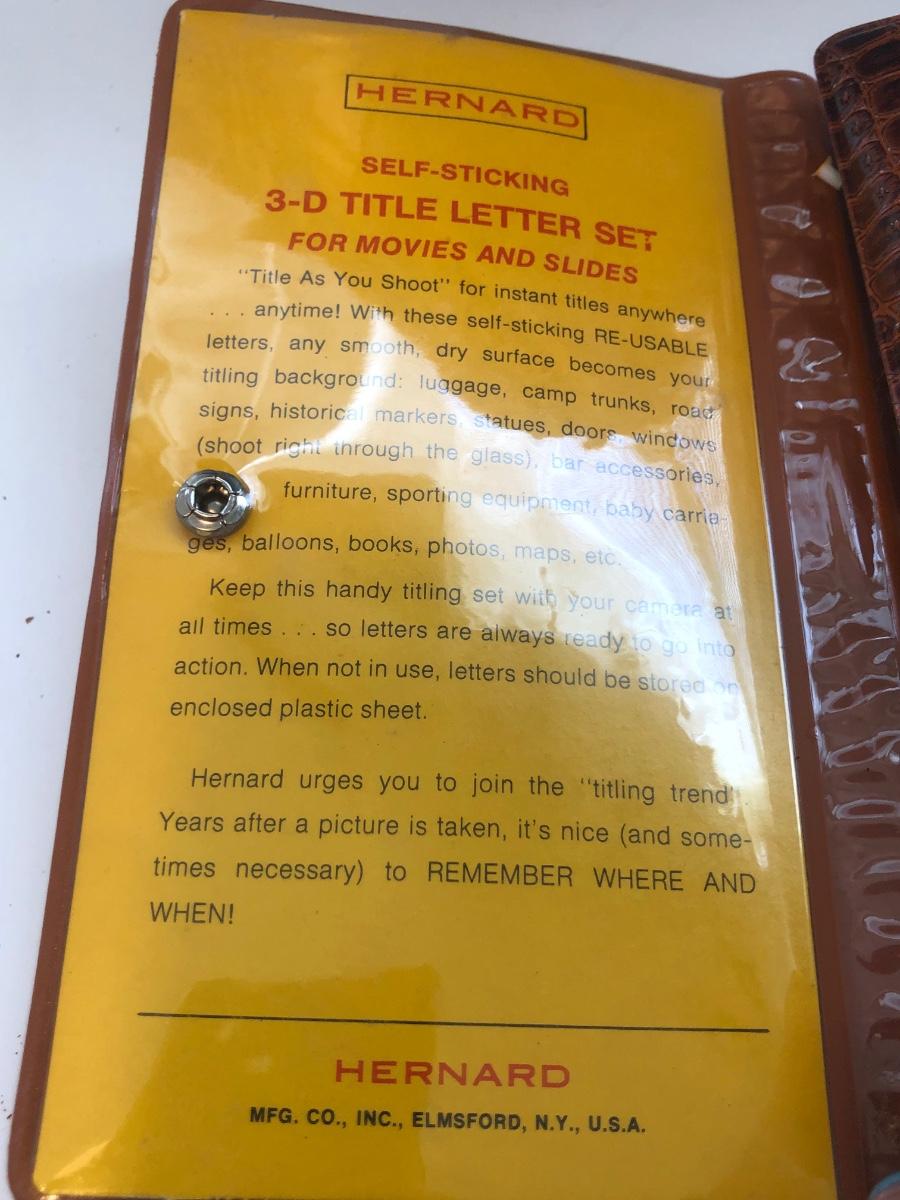 HERNARD
SELF-STICKING
3-D TITLE LETTER SET
FOR MOVIES AND SLIDES
"Title As You Shoot" for instant titles anywhere
. . . anytime! With these self-sticking RE-USABLE
letters, any smooth, dry surface becomes your
titling background: luggage, camp trunks, road
signs, historical markers, statues, doors, windows
(shoot right through the glass), bar accessories,
furniture, sporting equipment, baby carria-
ges, balloons, books, photos, maps, etc.
Keep this handy titling set with your camera at
all times . . . so letters are always ready to go into
action. When not in use, letters should be stored on
enclosed plastic sheet.
Hernard urges you to join the "titling trend".
Years after a picture is taken, it's nice (and some-
times necessary) to REMEMBER WHERE AND
WHEN!
HERNARD
MFG. CO., INC., ELMSFORD, N.Y., U.S.A.